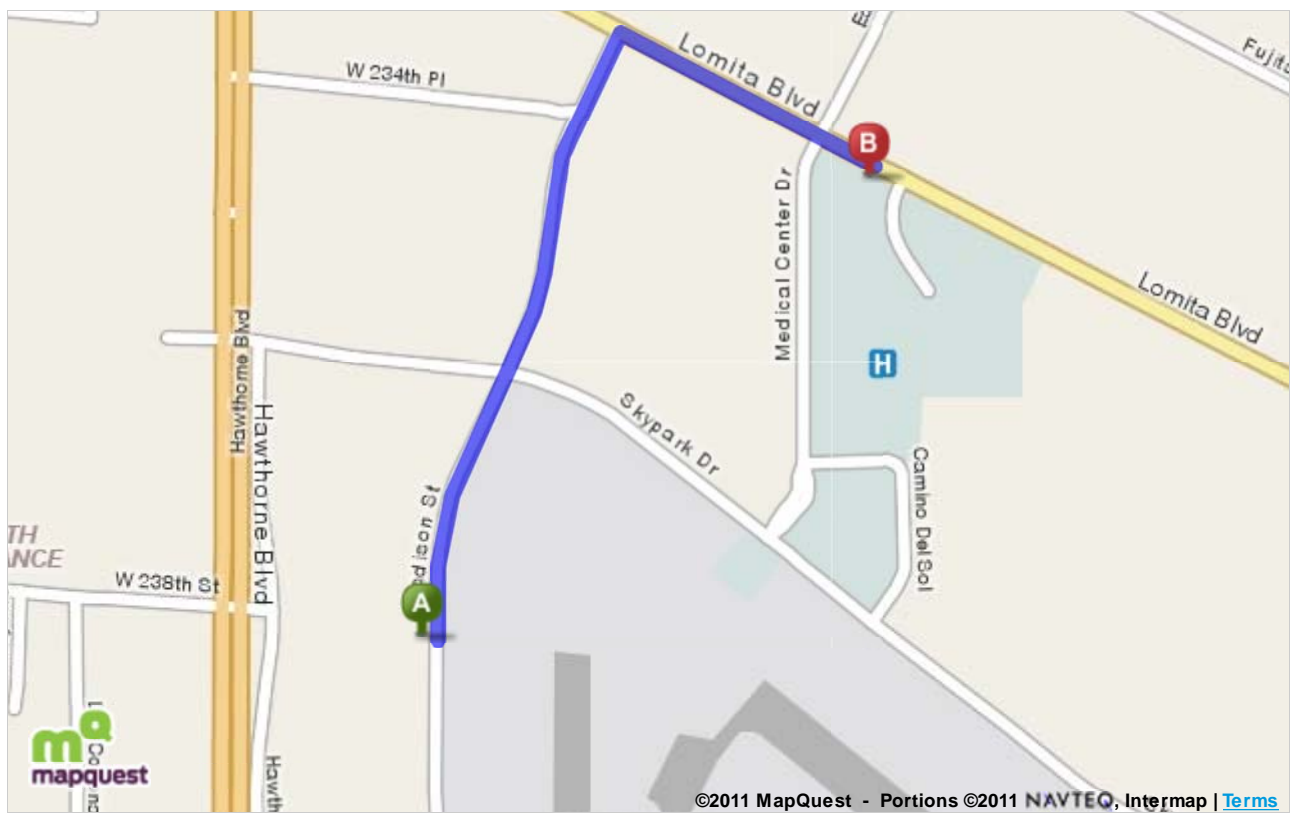 Lomita Blvd
W 234th Pl
B
Medical Center Dr
Lomita Blvd
Hawthorne Blvd
Hawthorne Blvd
H
Skypark Dr
Camino Del Sol
A
W 238th St
mq
mapquest
©2011 MapQuest - Portions ©2011 NAVTEQ, Intermap | Terms